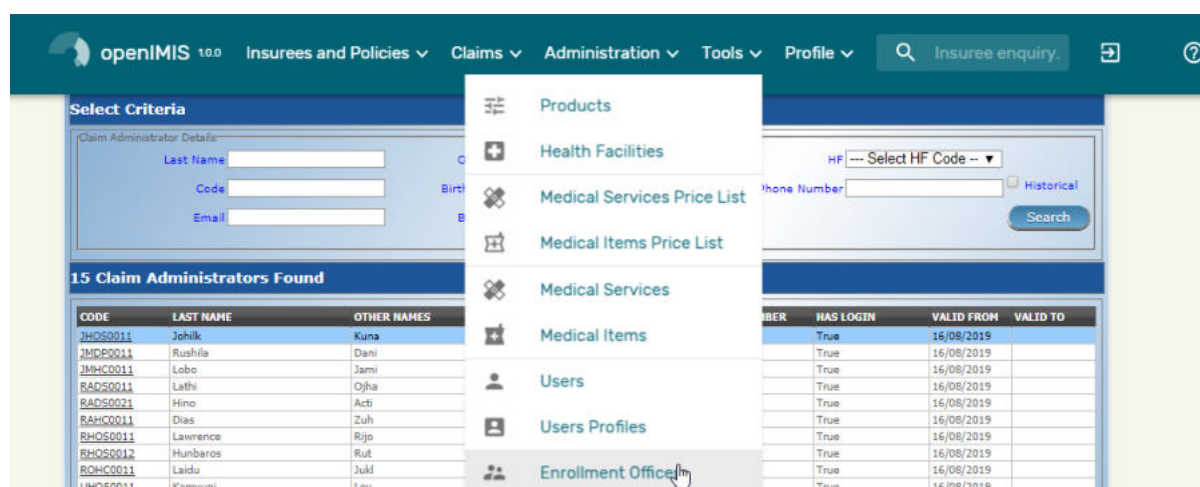 openIMIS 1.0.0 Insurees and Policies Claims Administration Tools Profile Insuree enquiry.
Select Criteria
Claim Administrator Details
Last Name
HF --- Select HF Code --
Code
Phone Number
Historical
Email
Search
15 Claim Administrators Found
Products
Health Facilities
Medical Services Price List
Medical Items Price List
Medical Services
Medical Items
Users
Users Profiles
Enrollment Office
CODE LAST NAME OTHER NAMES HAS LOGIN VALID FROM VALID TO
JHOS0011 Johilk Kuna True 16/08/2019
JMDP0011 Rushila Dani True 16/08/2019
JMHC0011 Lobo Jami True 16/08/2019
RADS0011 Lathi Ojha True 16/08/2019
RADS0021 Hino Acti True 16/08/2019
RAHC0011 Dias Zuh True 16/08/2019
RHOS0011 Lawrence Rijo True 16/08/2019
RHOS0012 Hunbaros Rut True 16/08/2019
ROHC0011 Laidu Jukl True 16/08/2019